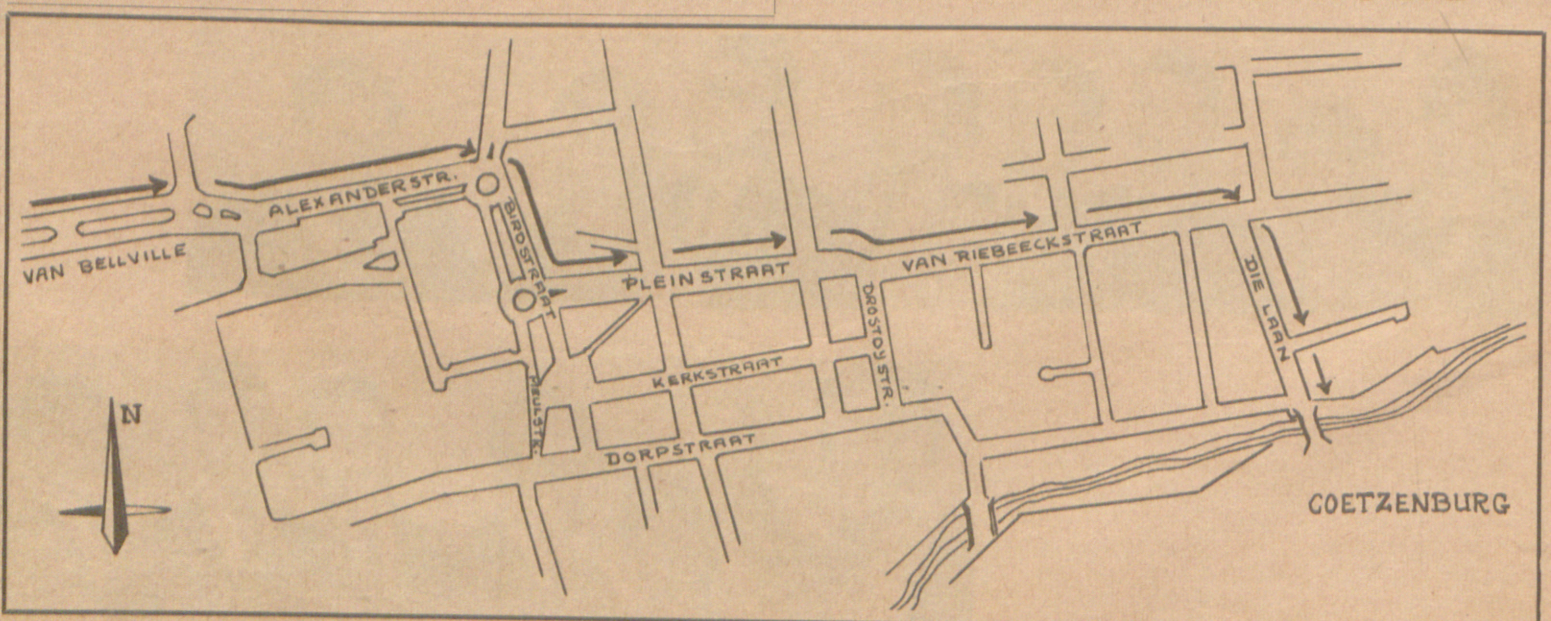 ALEXANDERSTR.
VAN BELLVILLE
BIRDSTRAAT
PLEINSTRAAT
VAN RIEBEECKSTRAAT
DIE LAAN
DROSTDYSTR.
KERKSTRAAT
DORPSTRAAT
N
COETZENBURG